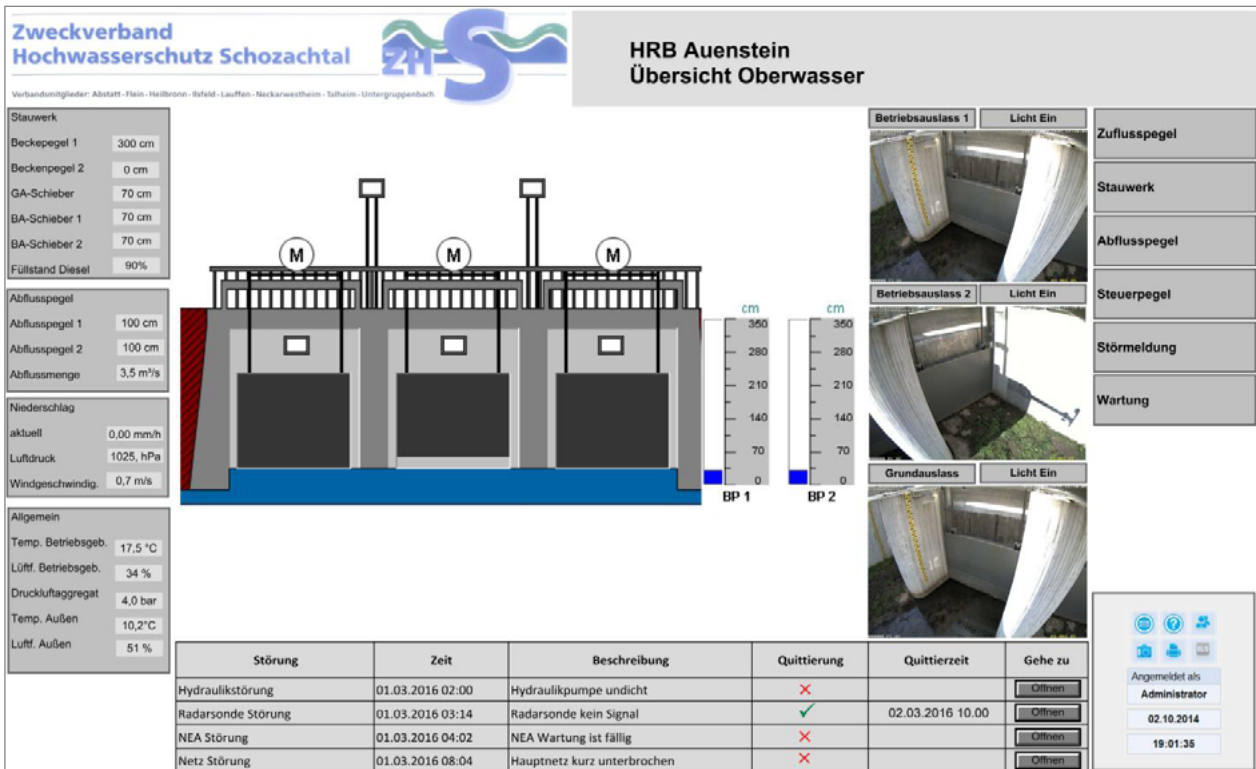 Zweckverband
Hochwasserschutz Schozachtal
ZHS
Verbandsmitglieder: Abstatt - Flein - Heilbronn - Ilsfeld - Lauffen - Neckarwestheim - Talheim - Untergruppenbach
HRB Auenstein
Übersicht Oberwasser
Stauwerk
Beckepegel 1 300 cm
Beckenpegel 2 0 cm
GA-Schieber 70 cm
BA-Schieber 1 70 cm
BA-Schieber 2 70 cm
Füllstand Diesel 90%
Abflusspegel
Abflusspegel 1 100 cm
Abflusspegel 2 100 cm
Abflussmenge 3,5 m³/s
Niederschlag
aktuell 0,00 mm/h
Luftdruck 1025, hPa
Windgeschwindig. 0,7 m/s
Allgemein
Temp. Betriebsgeb. 17,5 °C
Lüftf. Betriebsgeb. 34 %
Druckluftaggregat 4,0 bar
Temp. Außen 10,2°C
Luftf. Außen 51 %
M M M
cm cm
350 350
280 280
210 210
140 140
70 70
0 0
BP 1 BP 2
Betriebsauslass 1 Licht Ein
Betriebsauslass 2 Licht Ein
Grundauslass Licht Ein
Zuflusspegel
Stauwerk
Abflusspegel
Steuerpegel
Störmeldung
Wartung
Störung Zeit Beschreibung Quittierung Quittierzeit Gehe zu
Hydraulikstörung 01.03.2016 02:00 Hydraulikpumpe undicht Öffnen
Radarsonde Störung 01.03.2016 03:14 Radarsonde kein Signal 02.03.2016 10.00 Öffnen
NEA Störung 01.03.2016 04:02 NEA Wartung ist fällig Öffnen
Netz Störung 01.03.2016 08:04 Hauptnetz kurz unterbrochen Öffnen
Angemeldet als
Administrator
02.10.2014
19:01:35